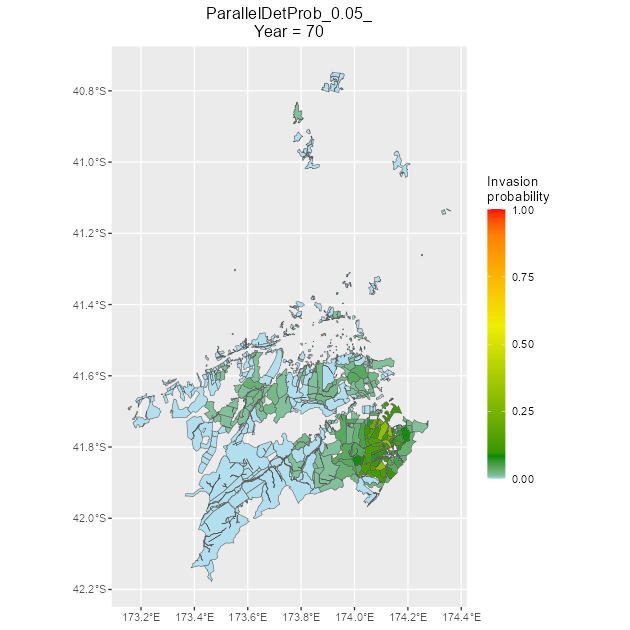 ParallelDetProb_0.05_
Year = 70
40.8°S
41.0°S
41.2°S
41.4°S
41.6°S
41.8°S
42.0°S
42.2°S
173.2°E
173.4°E
173.6°E
173.8°E
174.0°E
174.2°E
174.4°E
Invasion
probability
1.00
0.75
0.50
0.25
0.00